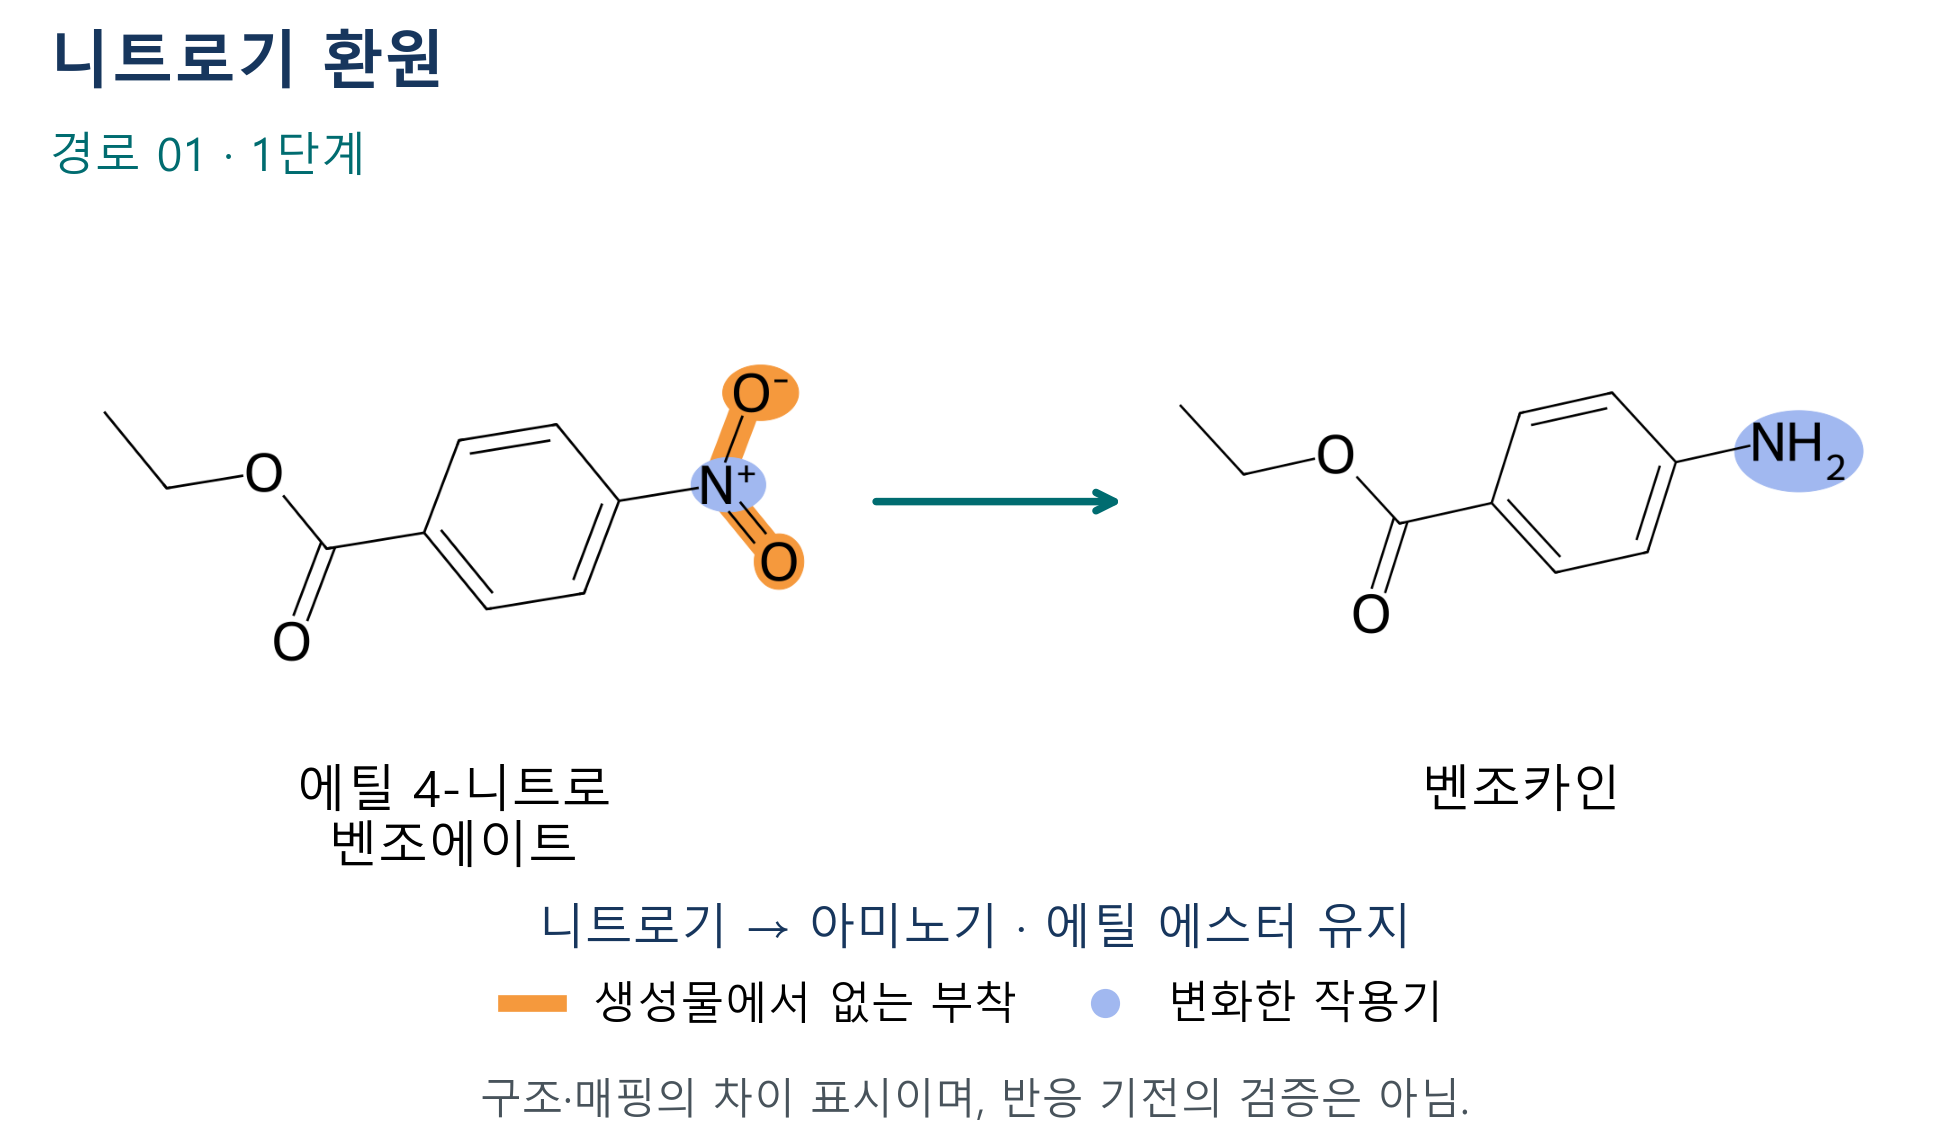 니트로기 환원
경로 01 · 1단계
O
O
N⁺
O⁻
O
O
O
NH₂
에틸 4-니트로
벤조에이트
벤조카인
니트로기 → 아미노기 · 에틸 에스터 유지
생성물에서 없는 부착
변화한 작용기
구조·매핑의 차이 표시이며, 반응 기전의 검증은 아님.